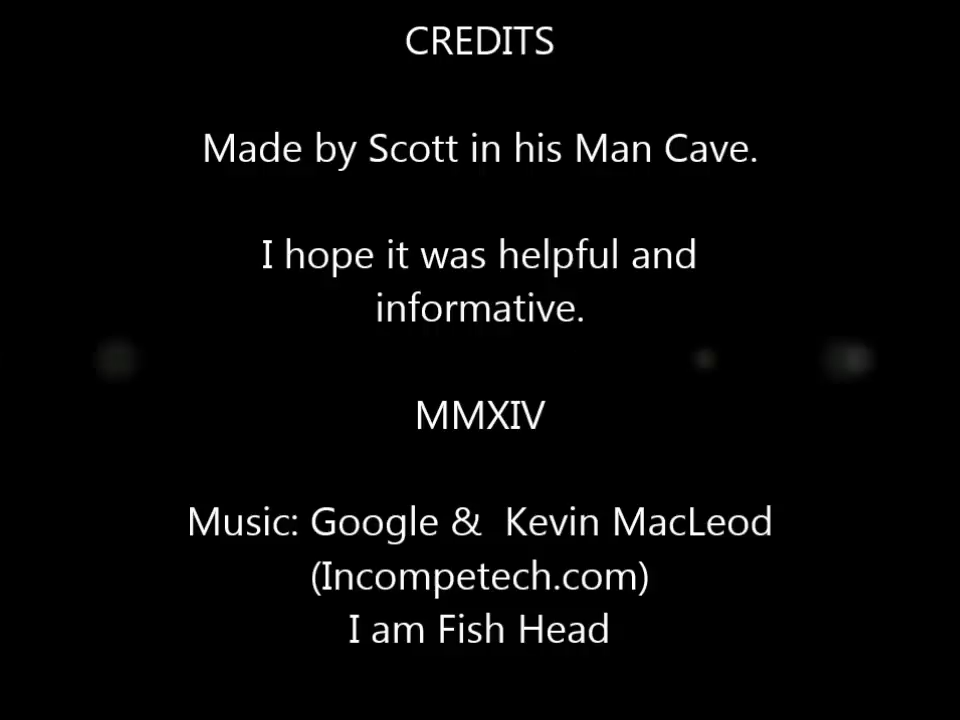 CREDITS
Made by Scott in his Man Cave.
I hope it was helpful and
informative.
MMXIV
Music: Google &  Kevin MacLeod
(Incompetech.com)
I am Fish Head